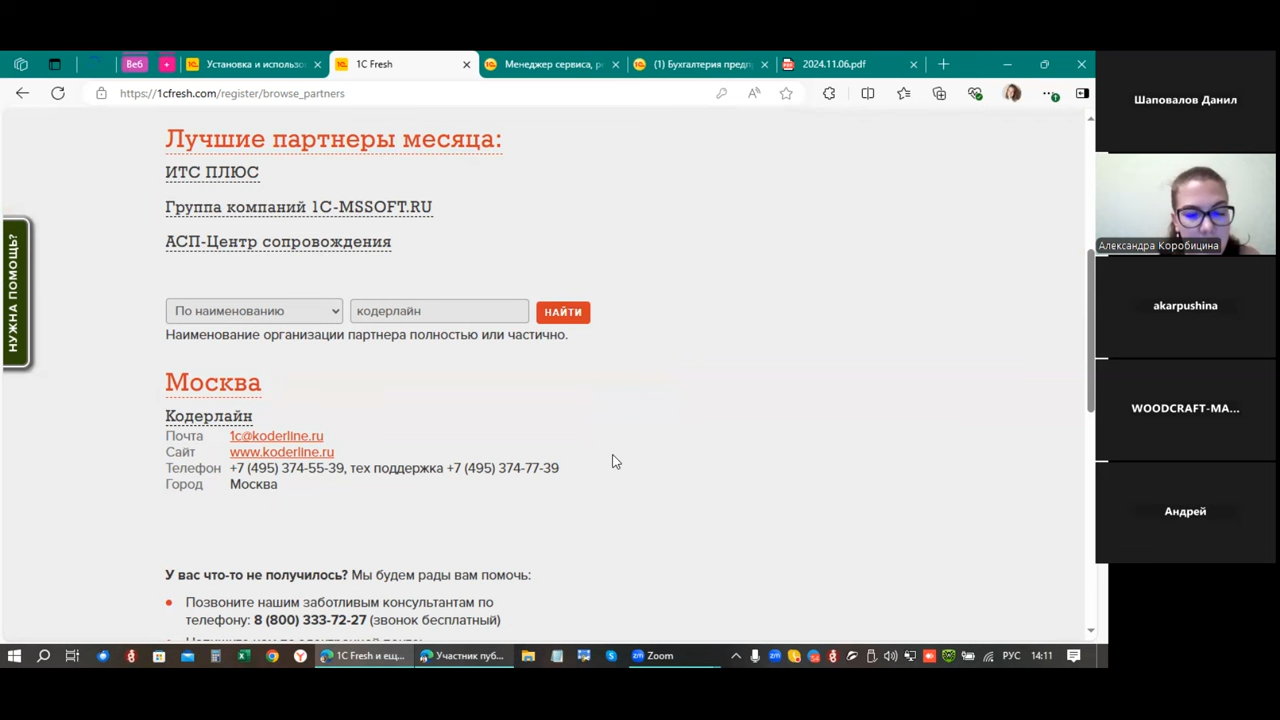 Веб
+
Установка и использо
1C Fresh
Менеджер сервиса, р
(1) Бухгалтерия предп
2024.11.06.pdf
https://1cfresh.com/register/browse_partners
Лучшие партнеры месяца:
ИТС ПЛЮС
Группа компаний 1C-MSSOFT.RU
АСП-Центр сопровождения
НУЖНА ПОМОЩЬ?
По наименованию
кодерлайн
НАЙТИ
Наименование организации партнера полностью или частично.
Москва
Кодерлайн
Почта 1c@koderline.ru
Сайт www.koderline.ru
Телефон +7 (495) 374-55-39, тех поддержка +7 (495) 374-77-39
Город Москва
У вас что-то не получилось? Мы будем рады вам помочь:
Позвоните нашим заботливым консультантам по
телефону: 8 (800) 333-72-27 (звонок бесплатный)
Шаповалов Данил
Александра Коробицина
akarpushina
WOODCRAFT-MA...
Андрей
1C Fresh и ещ...
Участник пуб...
Zoom
РУС
14:11